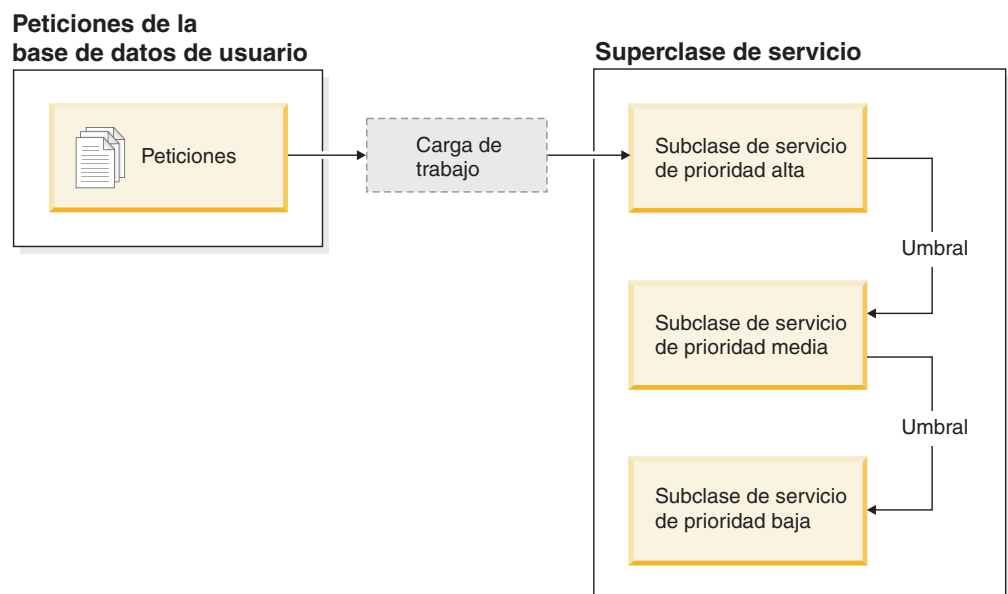 Peticiones de la
base de datos de usuario
Peticiones
Carga de
trabajo
Superclase de servicio
Subclase de servicio
de prioridad alta
Umbral
Subclase de servicio
de prioridad media
Umbral
Subclase de servicio
de prioridad baja